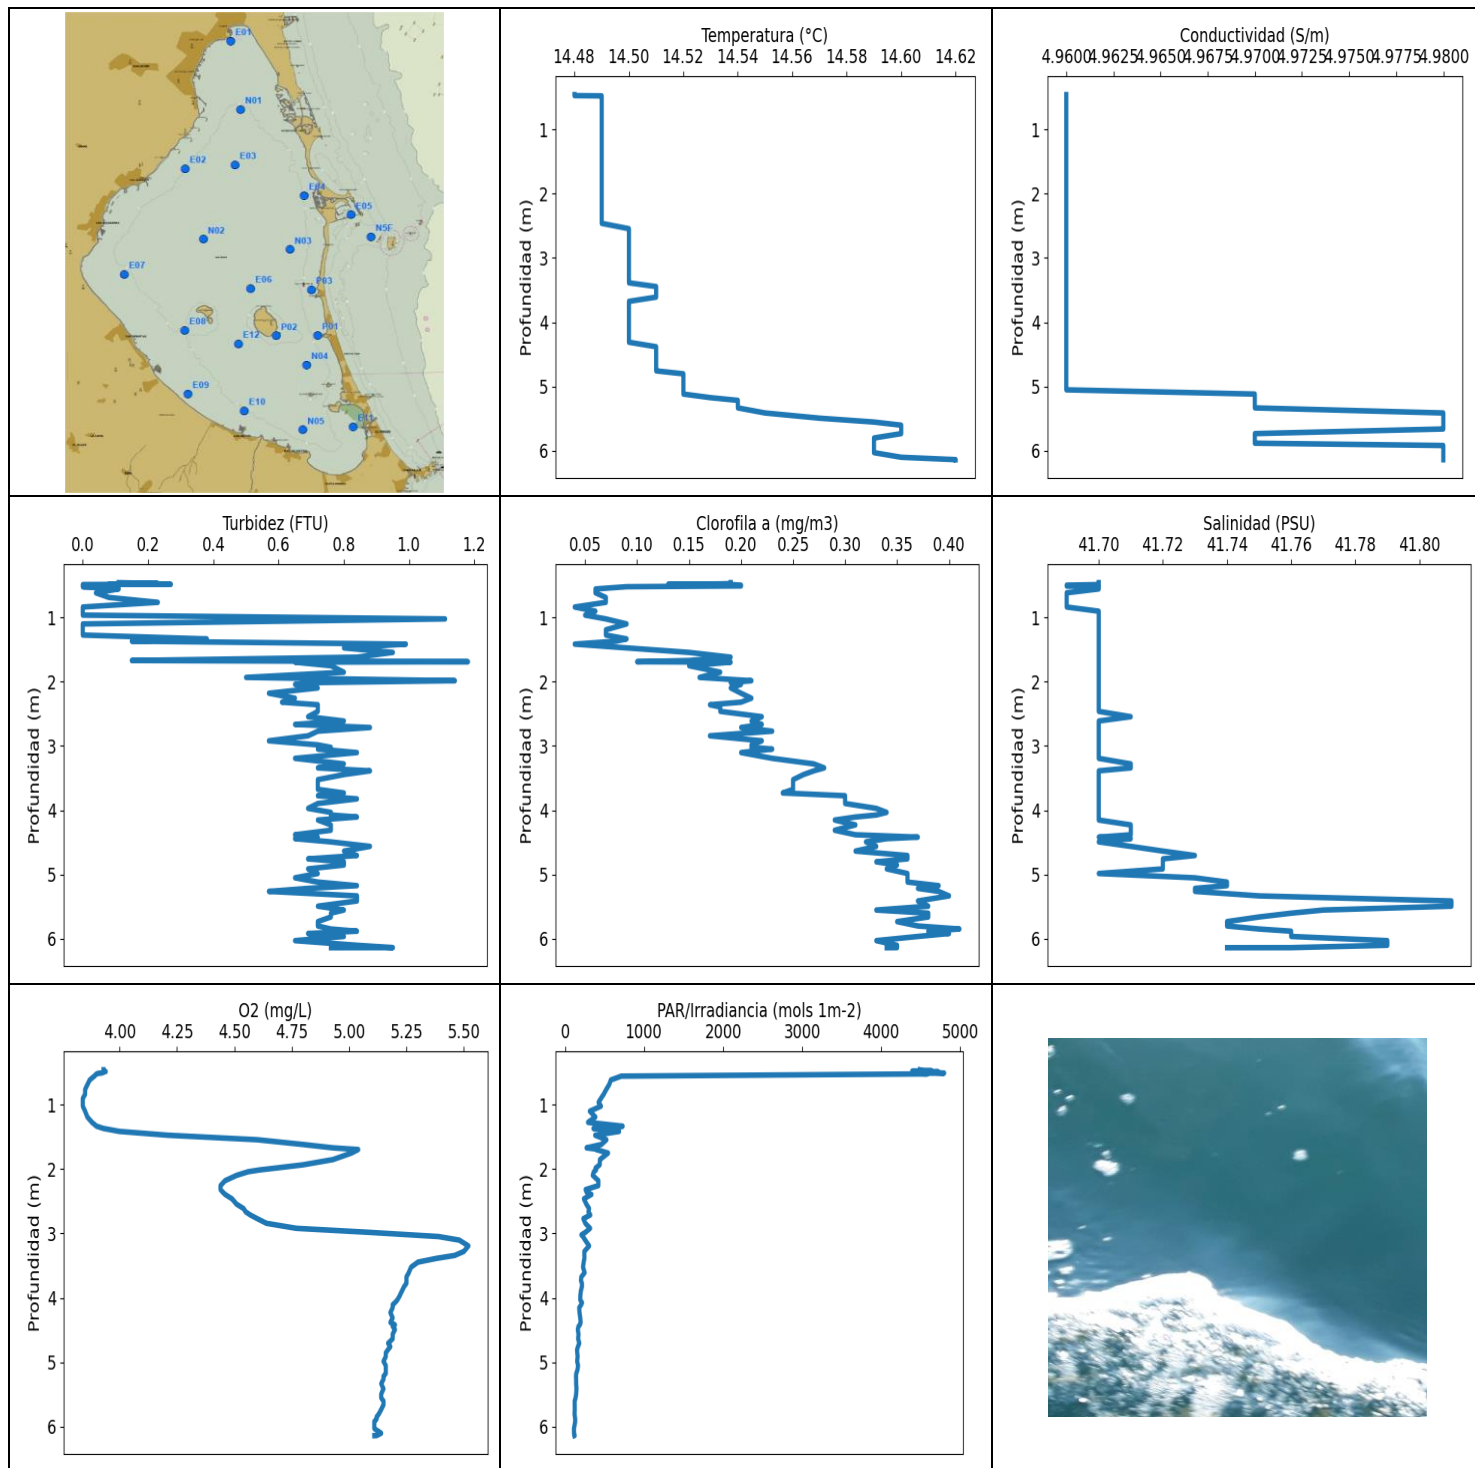 E01
N01
E02
E03
E04
E05
N5F
N02
N03
E07
E06
P03
E08
P02
P01
E12
N04
E09
E10
N05
E11
Temperatura (°C)
14.48 14.50 14.52 14.54 14.56 14.58 14.60 14.62
Profundidad (m)
1
2
3
4
5
6
Conductividad (S/m)
4.9600 4.9625 4.9650 4.9675 4.9700 4.9725 4.9750 4.9775 4.9800
Profundidad (m)
1
2
3
4
5
6
Turbidez (FTU)
0.0 0.2 0.4 0.6 0.8 1.0 1.2
Profundidad (m)
1
2
3
4
5
6
Clorofila a (mg/m3)
0.05 0.10 0.15 0.20 0.25 0.30 0.35 0.40
Profundidad (m)
1
2
3
4
5
6
Salinidad (PSU)
41.70 41.72 41.74 41.76 41.78 41.80
Profundidad (m)
1
2
3
4
5
6
O2 (mg/L)
4.00 4.25 4.50 4.75 5.00 5.25 5.50
Profundidad (m)
1
2
3
4
5
6
PAR/Irradiancia (mols 1m-2)
0 1000 2000 3000 4000 5000
Profundidad (m)
1
2
3
4
5
6